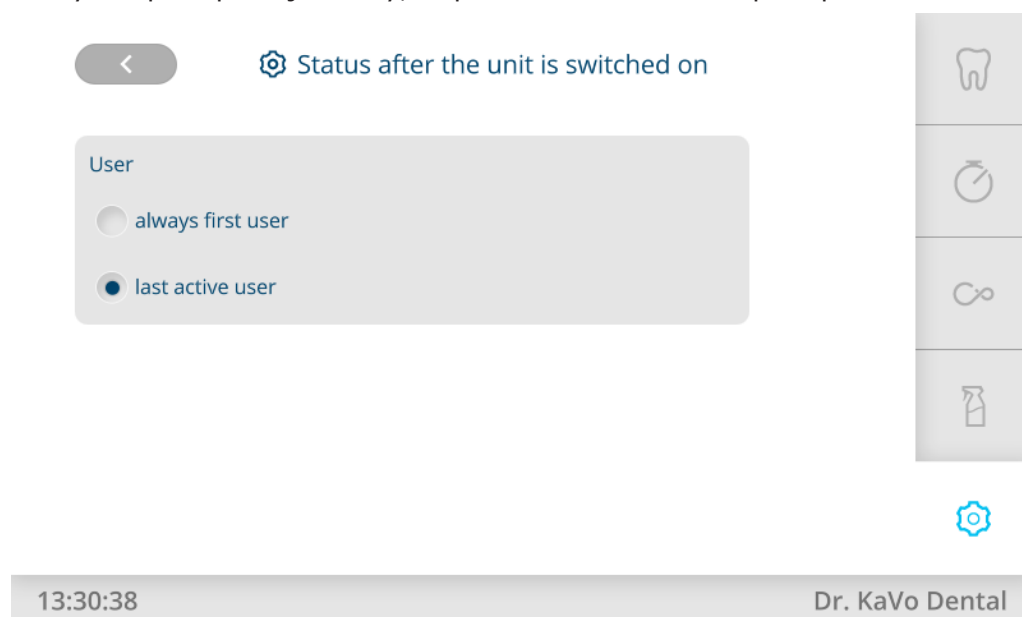 Status after the unit is switched on
User
always first user
last active user
13:30:38
Dr. KaVo Dental